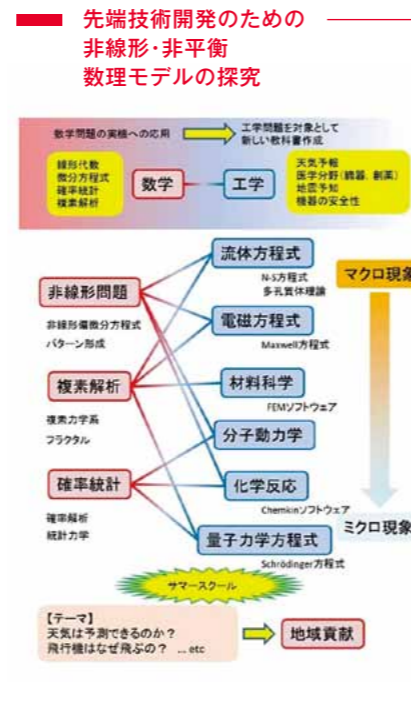 先端技術開発のための
非線形・非平衡
数理モデルの探究
数学問題の実機への応用
工学問題を対象として
新しい教科書作成
線形代数
微分方程式
確率統計
複素解析
数学
工学
天気予報
医学分野(臓器、創薬)
地震予知
機器の安全性
流体方程式
N-S方程式
多孔質体理論
マクロ現象
非線形問題
非線形偏微分方程式
パターン形成
電磁方程式
Maxwell方程式
複素解析
複素力学系
フラクタル
材料科学
FEMソフトウェア
分子動力学
確率統計
確率解析
統計力学
化学反応
Chemkinソフトウェア
ミクロ現象
量子力学方程式
Schrödinger方程式
サマースクール
【テーマ】
天気は予測できるのか?
飛行機はなぜ飛ぶの? ... etc
地域貢献